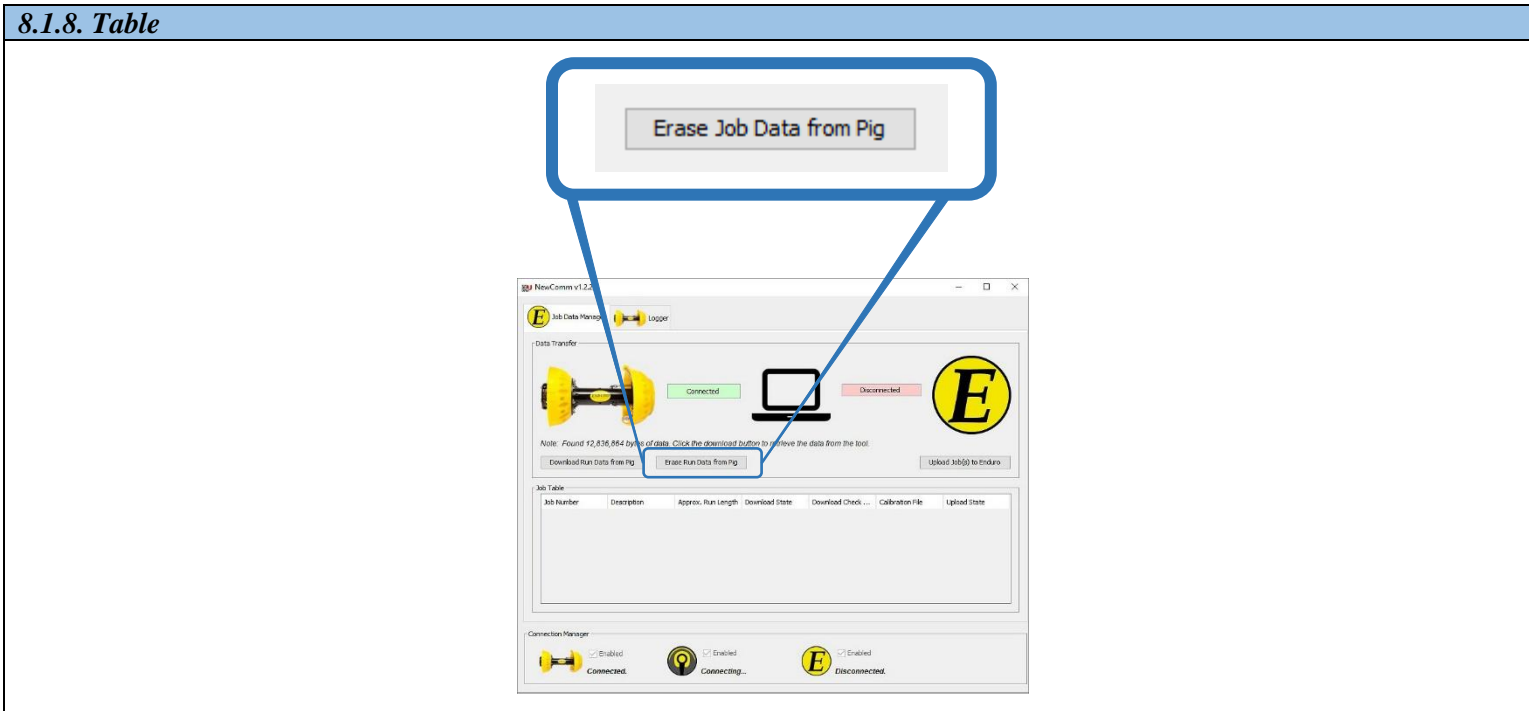 8.1.8. Table
Erase Job Data from Pig
NewComm v1.2.2
Job Data Manager
Logger
Data Transfer
Connected
Disconnected
E
Note: Found 12,836,864 bytes of data. Click the download button to retrieve the data from the tool.
Download Run Data from Pig
Erase Run Data from Pig
Upload Job(s) to Enduro
Job Table
Job Number Description Approx. Run Length Download State Download Check ... Calibration File Upload State
Connection Manager
Enabled
Connected.
Enabled
Connecting...
E
Enabled
Disconnected.